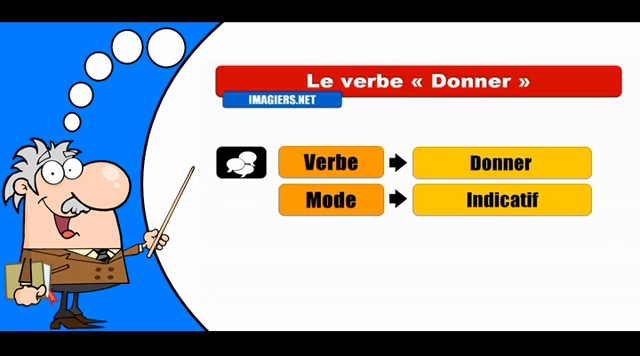 Le verbe « Donner »
IMAGIERS.NET
Verbe Donner
Mode Indicatif